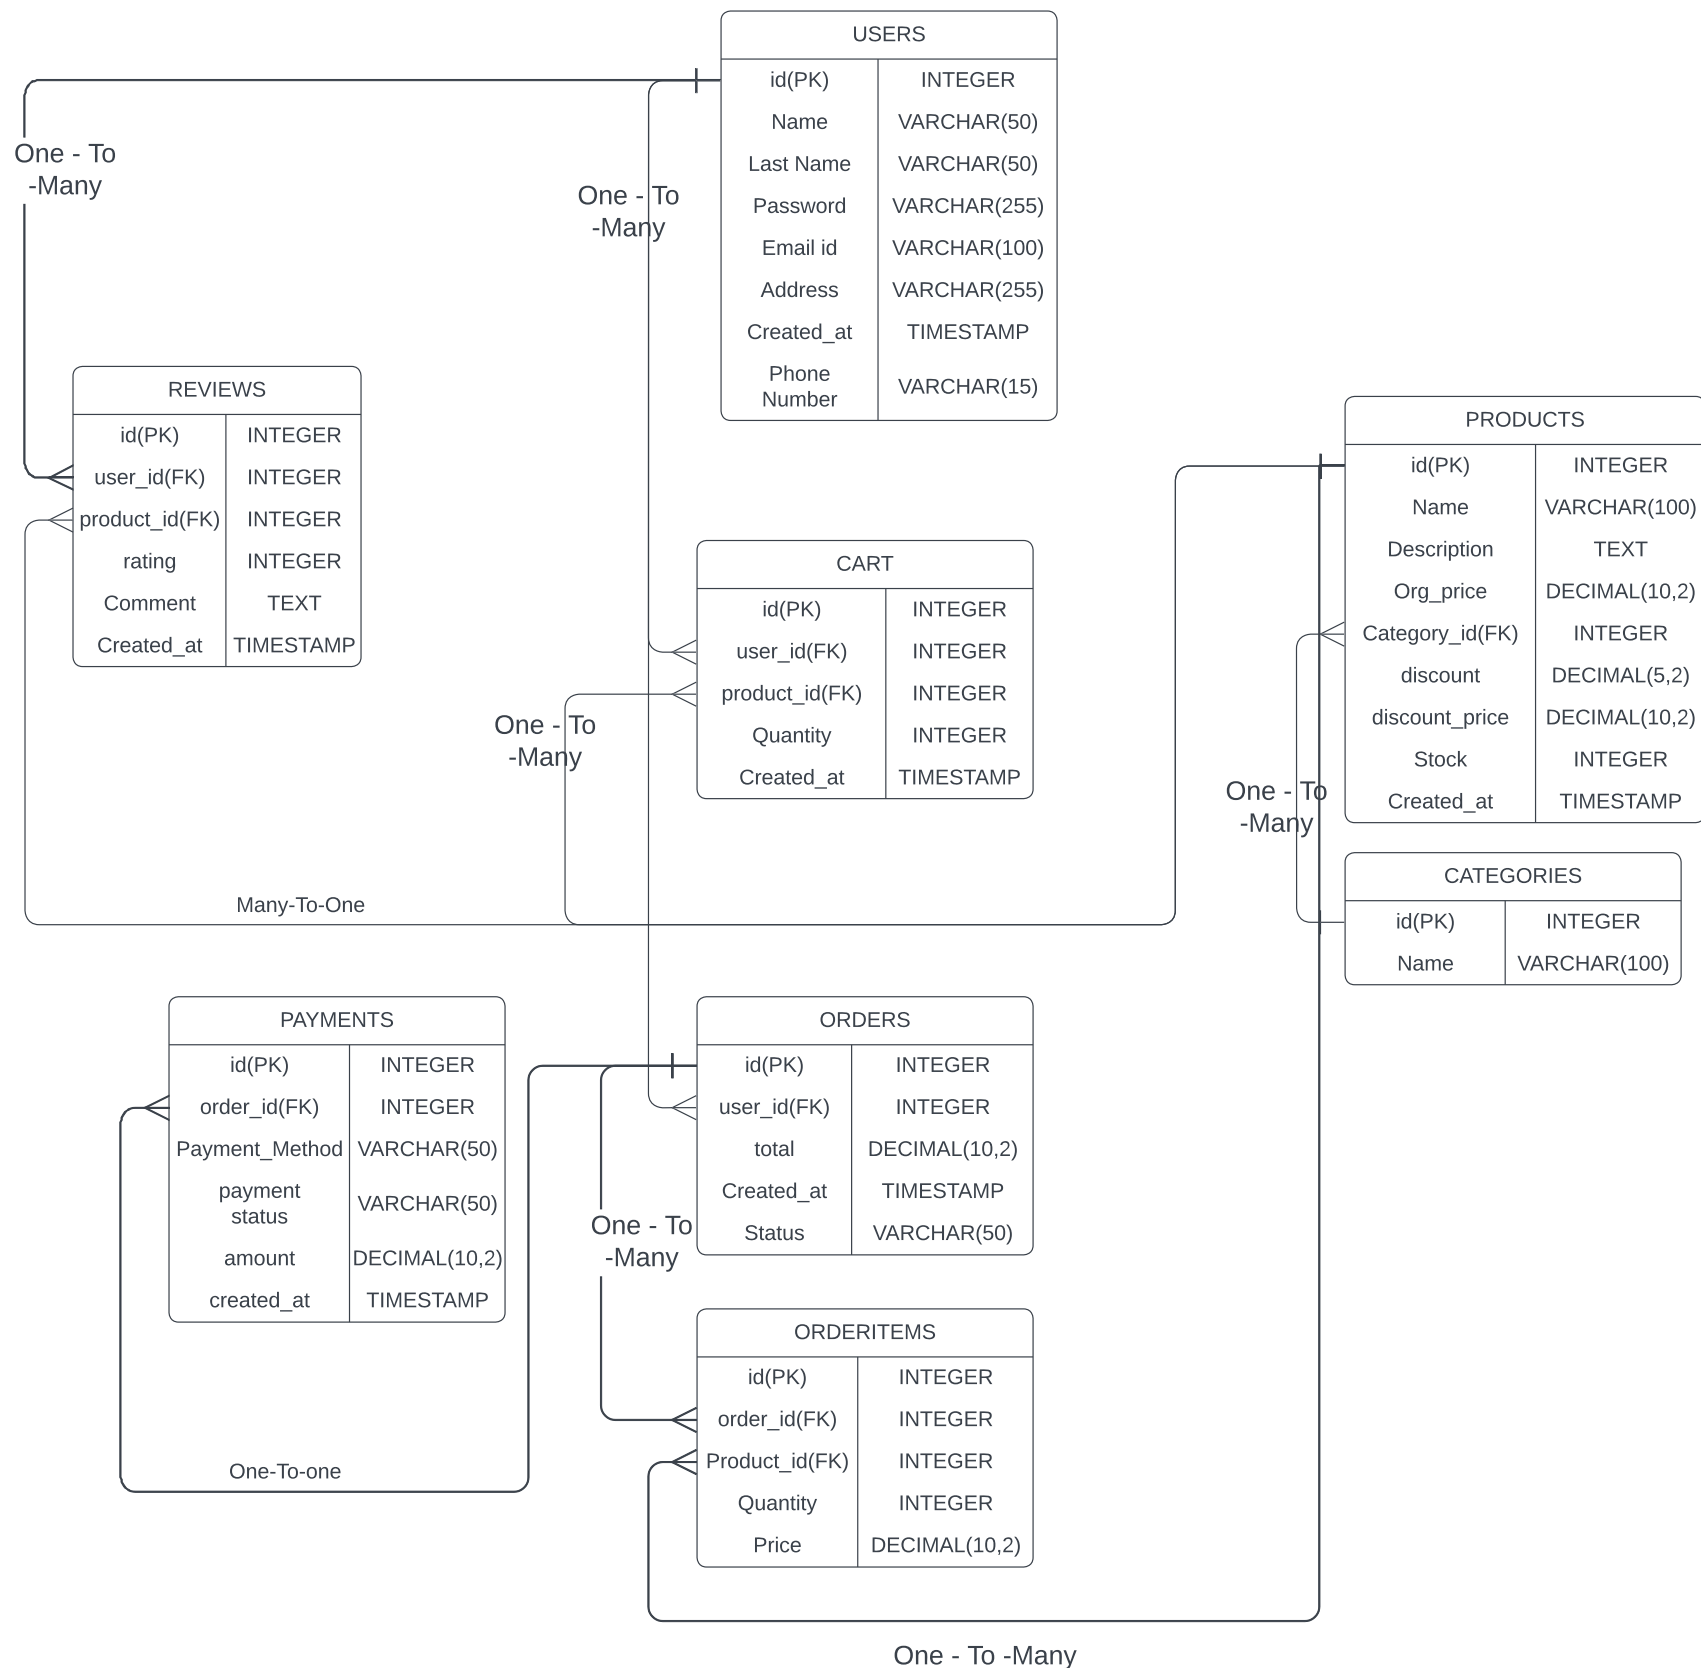 USERS
id(PK) INTEGER
Name VARCHAR(50)
Last Name VARCHAR(50)
Password VARCHAR(255)
Email id VARCHAR(100)
Address VARCHAR(255)
Created_at TIMESTAMP
Phone
Number VARCHAR(15)
One - To
-Many
One - To
-Many
REVIEWS
id(PK) INTEGER
user_id(FK) INTEGER
product_id(FK) INTEGER
rating INTEGER
Comment TEXT
Created_at TIMESTAMP
PRODUCTS
id(PK) INTEGER
Name VARCHAR(100)
Description TEXT
Org_price DECIMAL(10,2)
Category_id(FK) INTEGER
discount DECIMAL(5,2)
discount_price DECIMAL(10,2)
Stock INTEGER
Created_at TIMESTAMP
CART
id(PK) INTEGER
user_id(FK) INTEGER
product_id(FK) INTEGER
Quantity INTEGER
Created_at TIMESTAMP
One - To
-Many
One - To
-Many
CATEGORIES
id(PK) INTEGER
Name VARCHAR(100)
Many-To-One
PAYMENTS
id(PK) INTEGER
order_id(FK) INTEGER
Payment_Method VARCHAR(50)
payment
status VARCHAR(50)
amount DECIMAL(10,2)
created_at TIMESTAMP
ORDERS
id(PK) INTEGER
user_id(FK) INTEGER
total DECIMAL(10,2)
Created_at TIMESTAMP
Status VARCHAR(50)
One - To
-Many
ORDERITEMS
id(PK) INTEGER
order_id(FK) INTEGER
Product_id(FK) INTEGER
Quantity INTEGER
Price DECIMAL(10,2)
One-To-one
One - To -Many